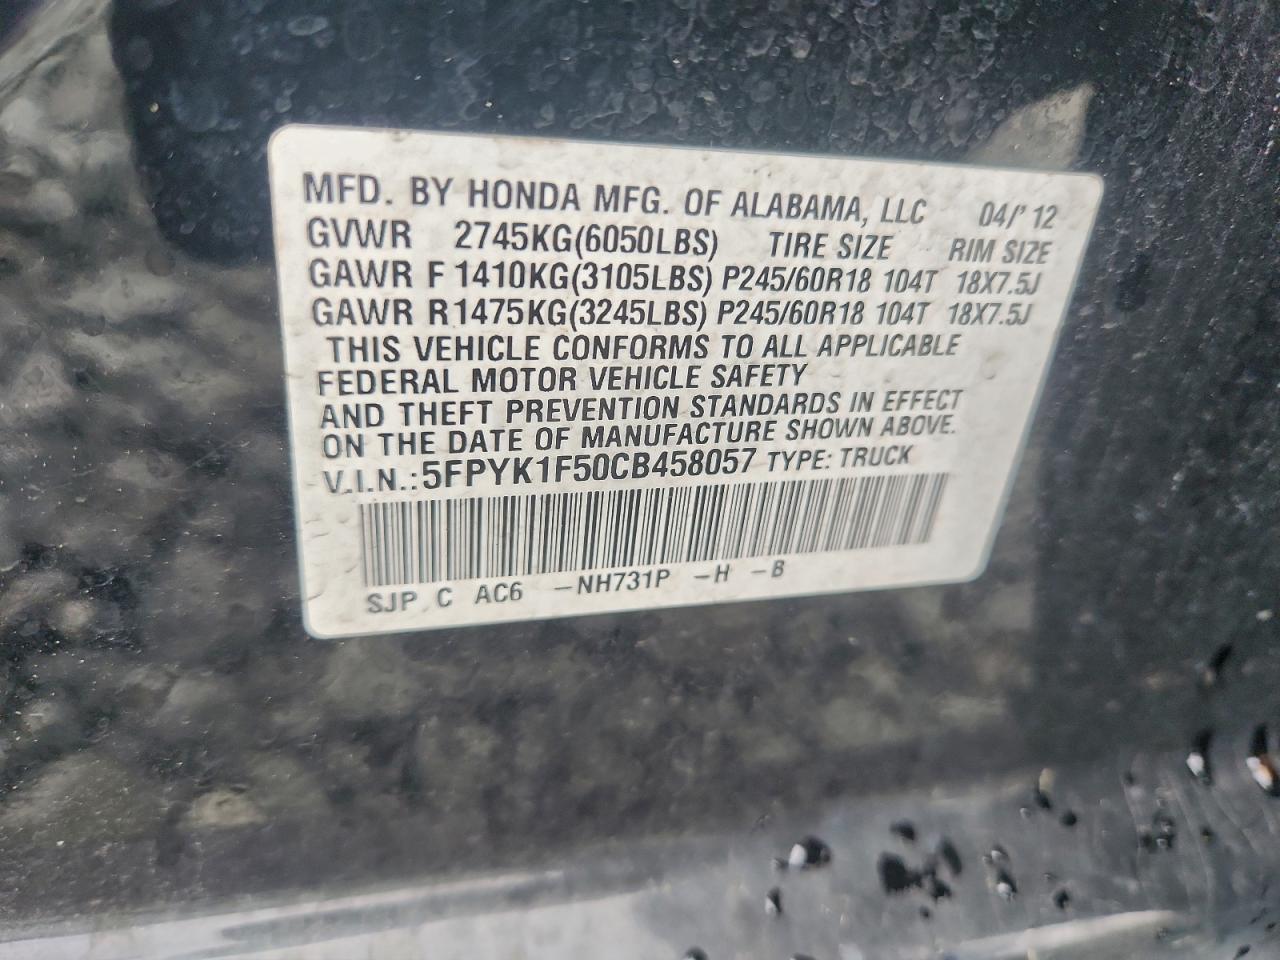 MFD. BY HONDA MFG. OF ALABAMA, LLC 04/'12
GVWR 2745KG(6050LBS) TIRE SIZE RIM SIZE
GAWR F 1410KG(3105LBS) P245/60R18 104T 18X7.5J
GAWR R 1475KG(3245LBS) P245/60R18 104T 18X7.5J
THIS VEHICLE CONFORMS TO ALL APPLICABLE
FEDERAL MOTOR VEHICLE SAFETY
AND THEFT PREVENTION STANDARDS IN EFFECT
ON THE DATE OF MANUFACTURE SHOWN ABOVE.
V.I.N.:5FPYK1F50CB458057 TYPE: TRUCK
SJP C AC6 -NH731P -H -B